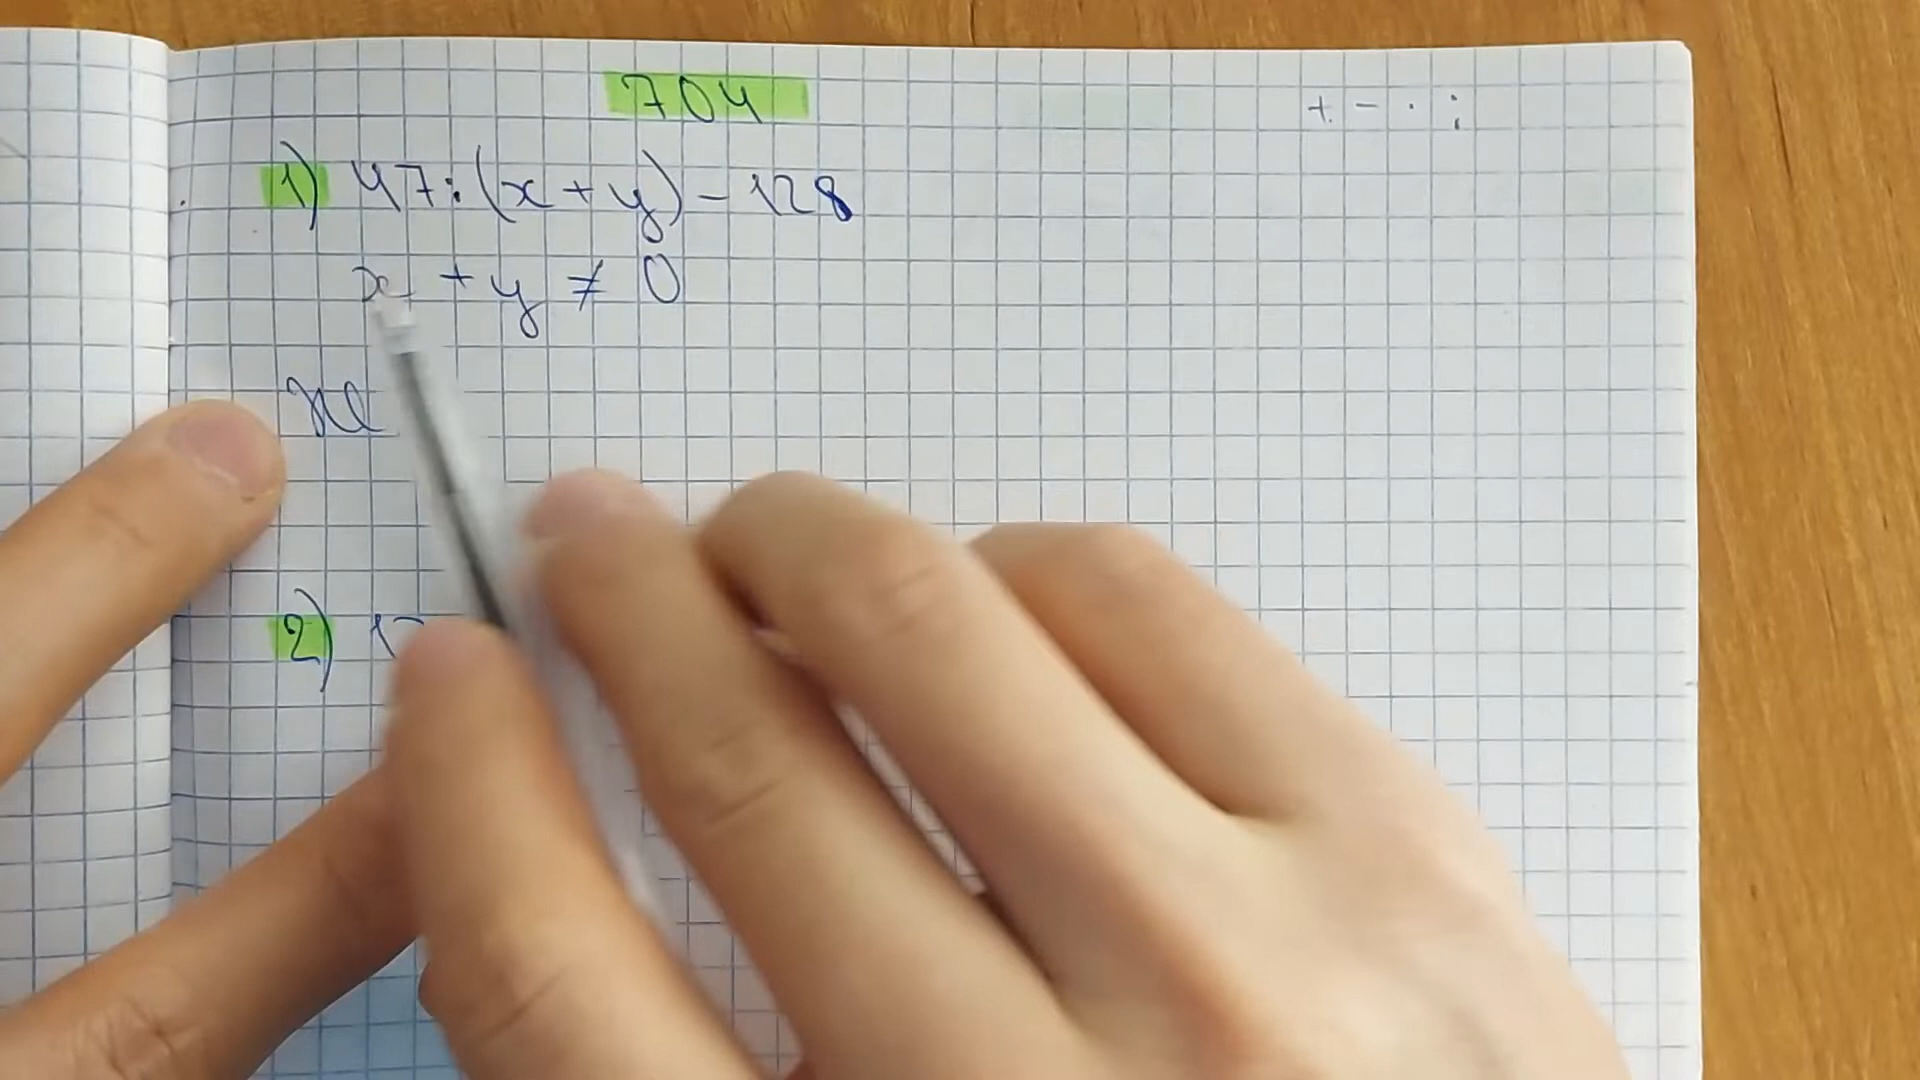 704
+ - · :
1) 47:(x+y)-128
x + y ≠ 0
2)